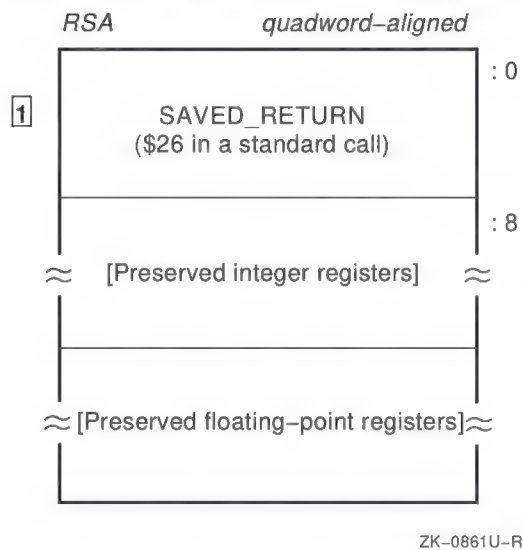 RSA quadword–aligned
:0
1
SAVED_RETURN
($26 in a standard call)
:8
[Preserved integer registers]
[Preserved floating–point registers]
ZK–0861U–R